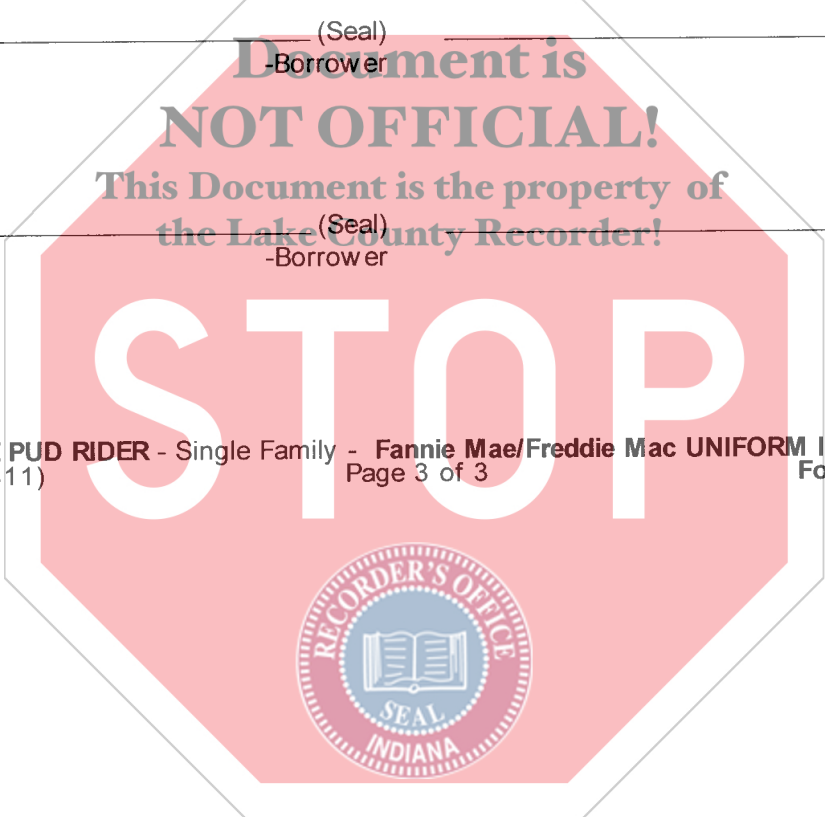 (Seal)
-Borrower
Document is
NOT OFFICIAL!
This Document is the property of
the Lake County Recorder!
(Seal)
-Borrower
STOP
PUD RIDER - Single Family - Fannie Mae/Freddie Mac UNIFORM I
11)
Page 3 of 3
Fo
RECORDER'S OFFICE
SEAL
INDIANA